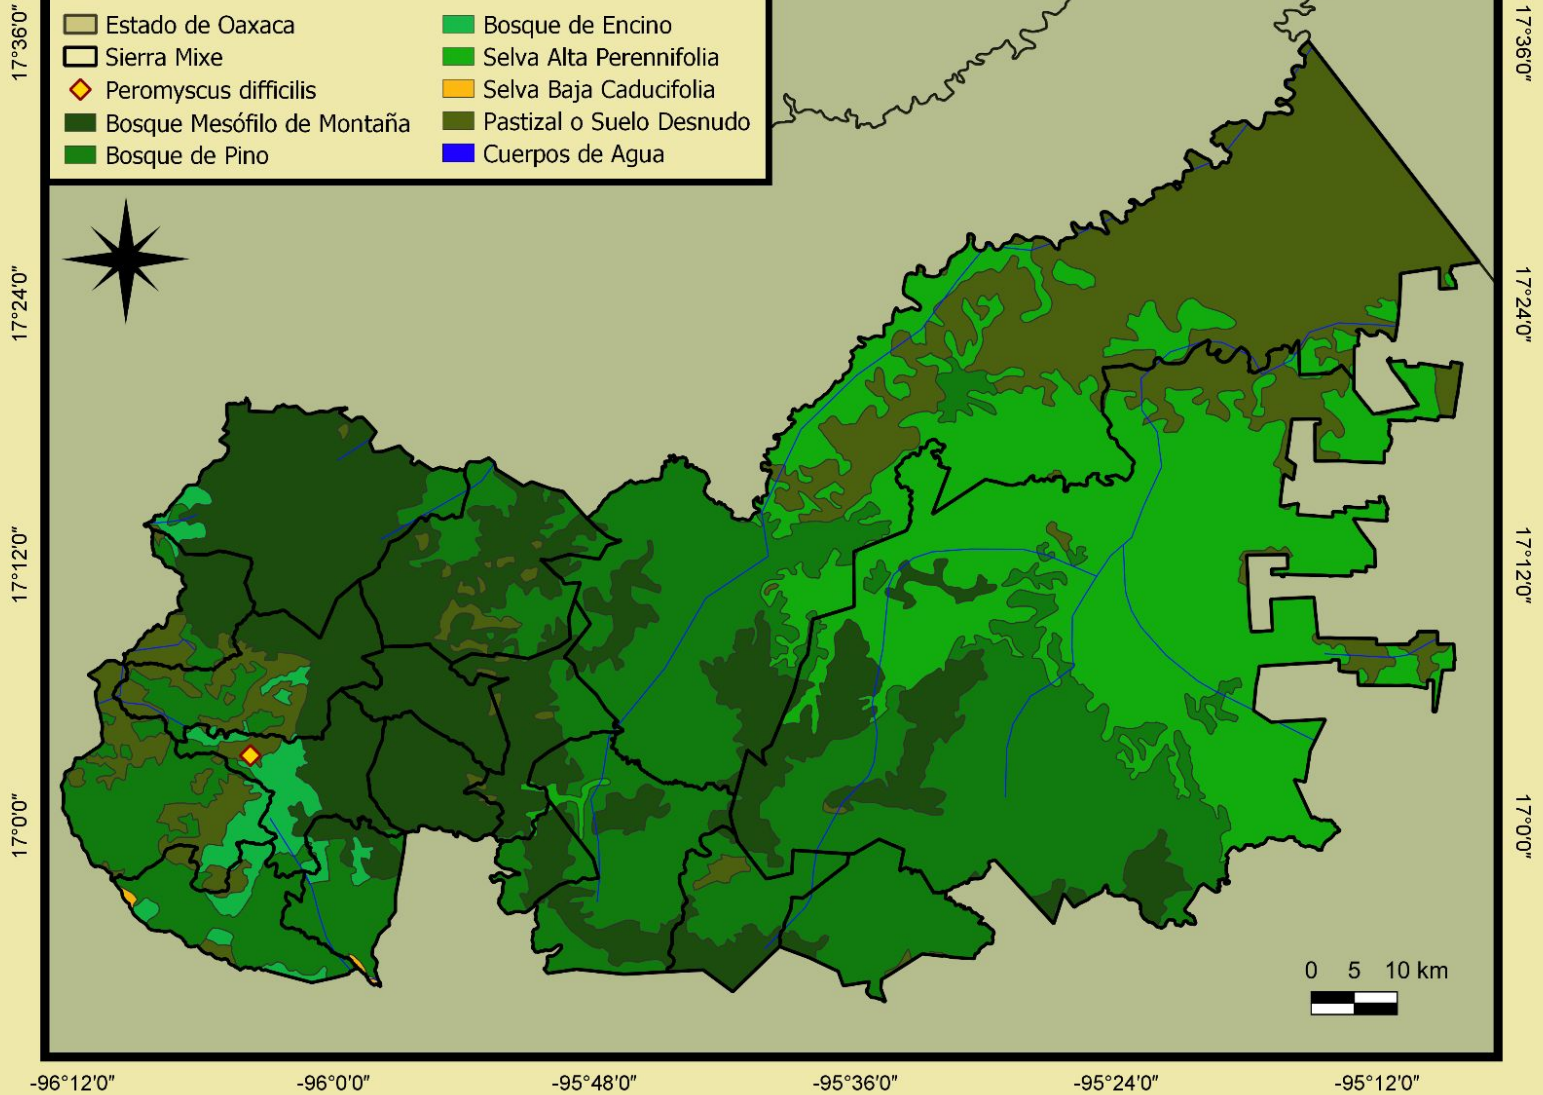 Estado de Oaxaca
Sierra Mixe
Peromyscus difficilis
Bosque Mesófilo de Montaña
Bosque de Pino
Bosque de Encino
Selva Alta Perennifolia
Selva Baja Caducifolia
Pastizal o Suelo Desnudo
Cuerpos de Agua
17°36'0"
17°24'0"
17°12'0"
17°0'0"
17°36'0"
17°24'0"
17°12'0"
17°0'0"
0 5 10 km
-96°12'0" -96°0'0" -95°48'0" -95°36'0" -95°24'0" -95°12'0"